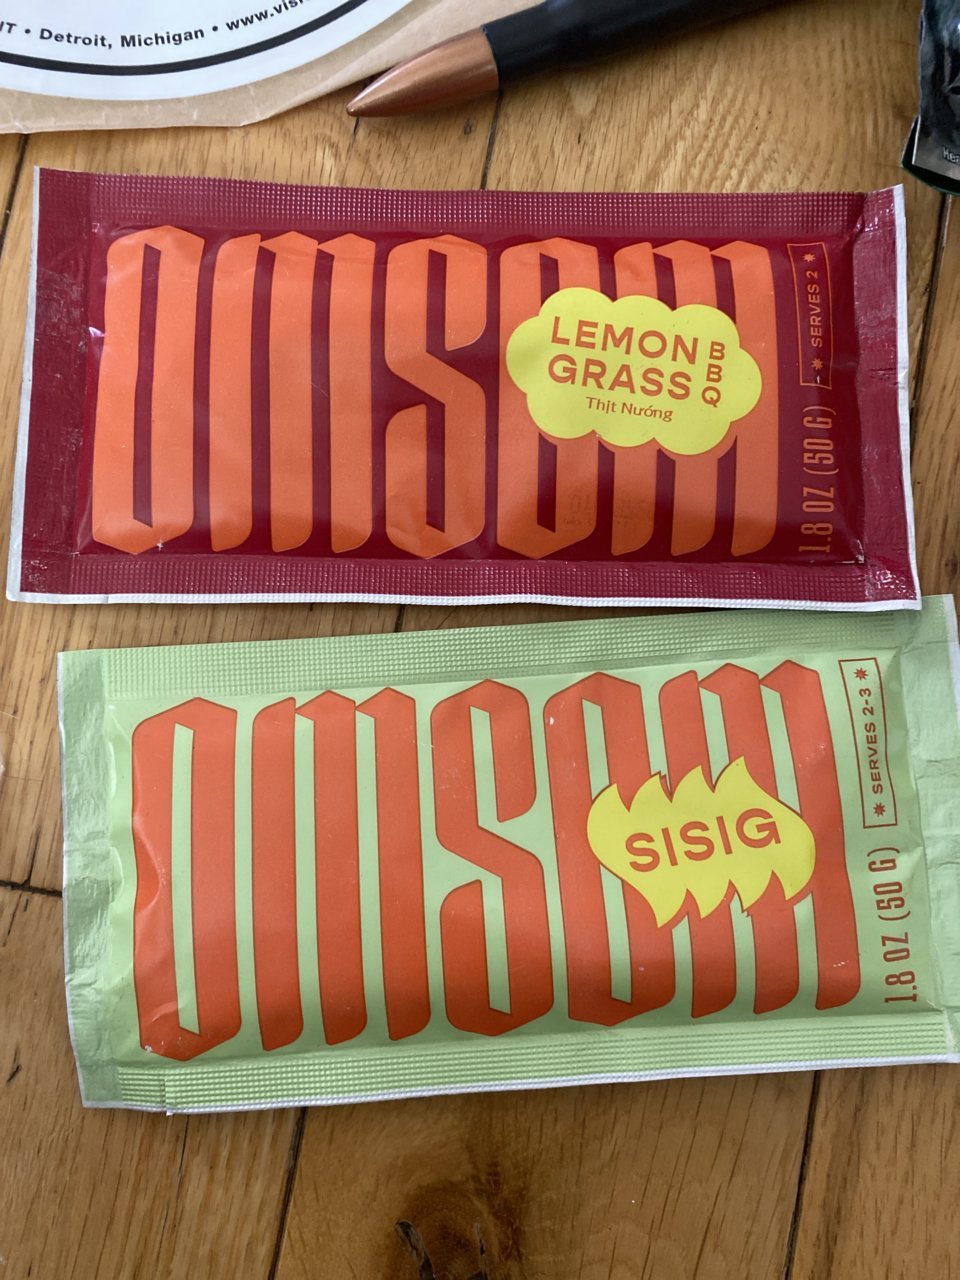 • Detroit, Michigan • www.vis
OMSOM
LEMON
GRASS
BBQ
Thịt Nướng
✷ SERVES 2 ✷
1.8 OZ (50 G)
OMSOM
SISIG
✷ SERVES 2-3 ✷
1.8 OZ (50 G)